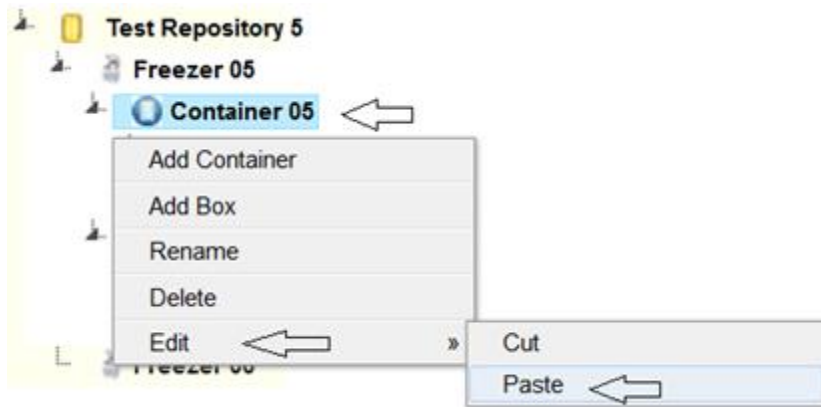 Test Repository 5
Freezer 05
Container 05
Add Container
Add Box
Rename
Delete
Edit »
Cut
Paste